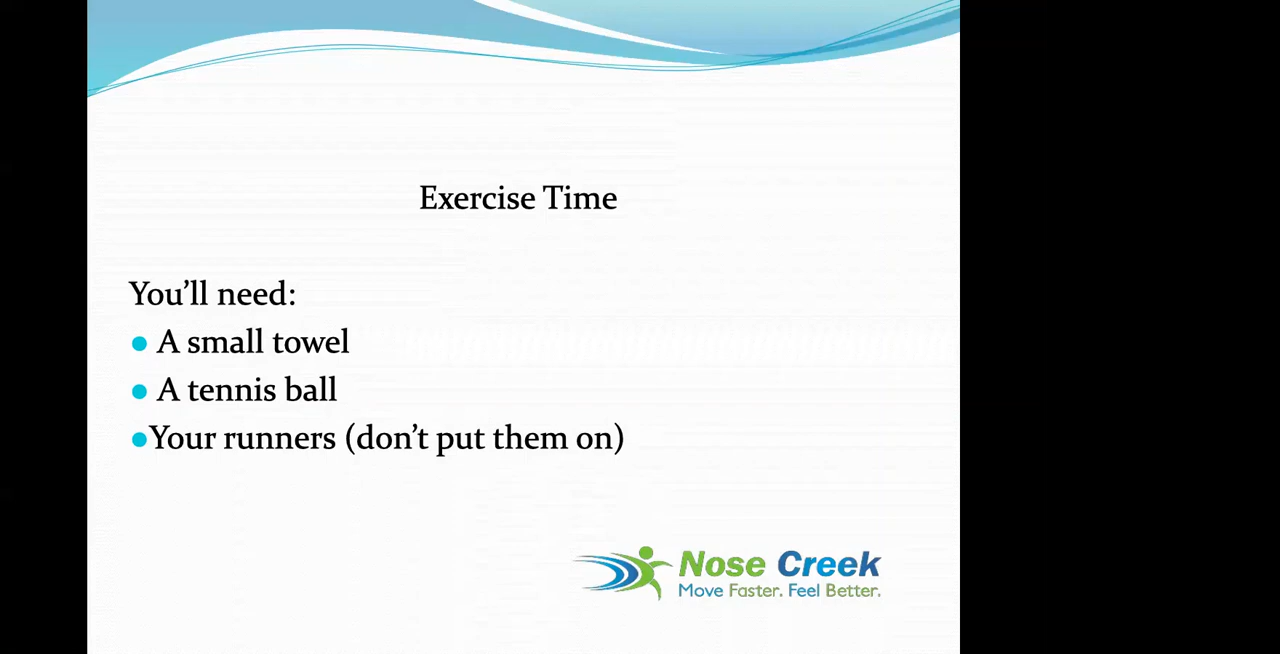 Exercise Time
You'll need:
● A small towel
● A tennis ball
●Your runners (don't put them on)
Nose Creek
Move Faster. Feel Better.